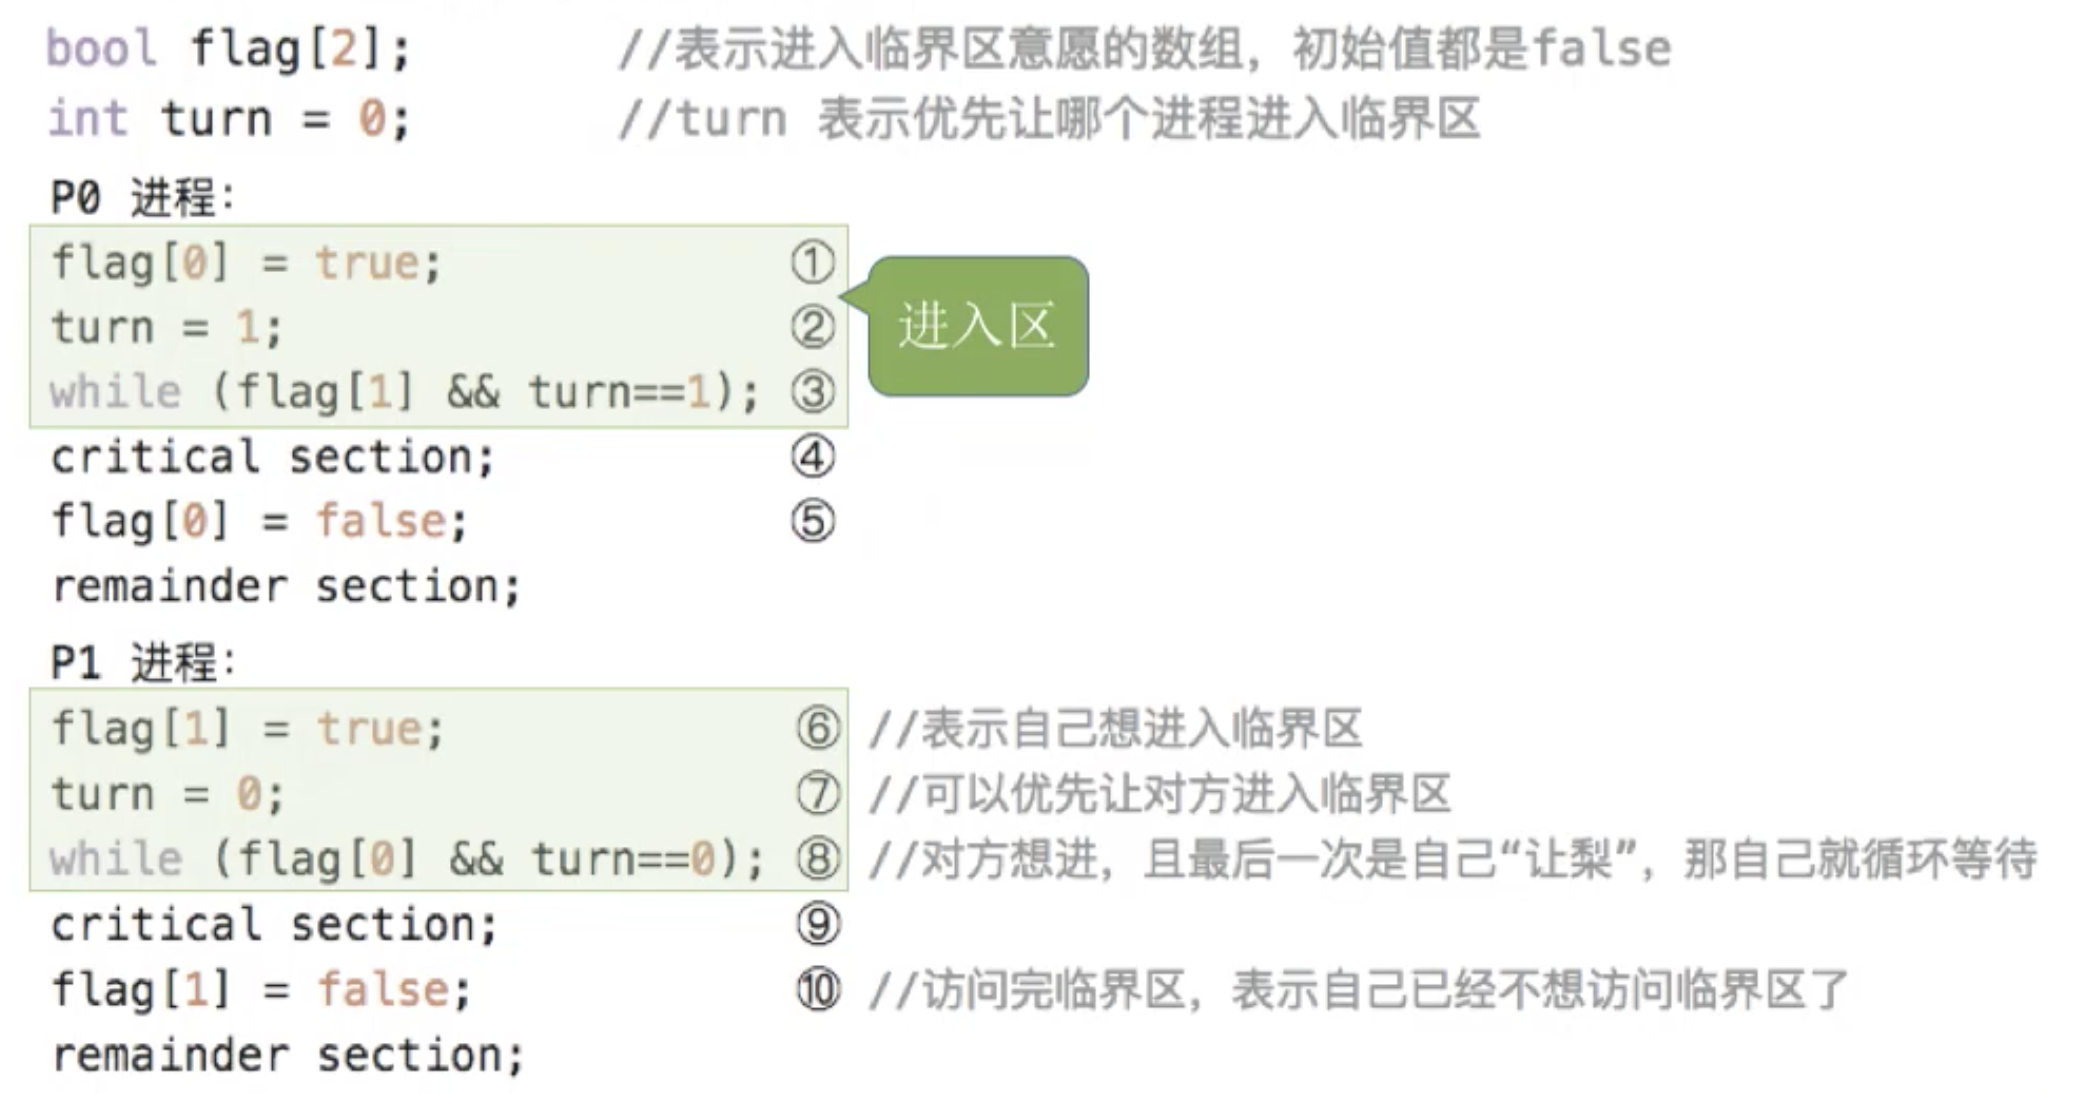 bool flag[2]; //表示进入临界区意愿的数组，初始值都是false
int turn = 0; //turn 表示优先让哪个进程进入临界区
P0 进程：
flag[0] = true; ①
turn = 1; ②
while (flag[1] && turn==1); ③
进入区
critical section; ④
flag[0] = false; ⑤
remainder section;
P1 进程：
flag[1] = true; ⑥ //表示自己想进入临界区
turn = 0; ⑦ //可以优先让对方进入临界区
while (flag[0] && turn==0); ⑧ //对方想进，且最后一次是自己“让梨”，那自己就循环等待
critical section; ⑨
flag[1] = false; ⑩ //访问完临界区，表示自己已经不想访问临界区了
remainder section;